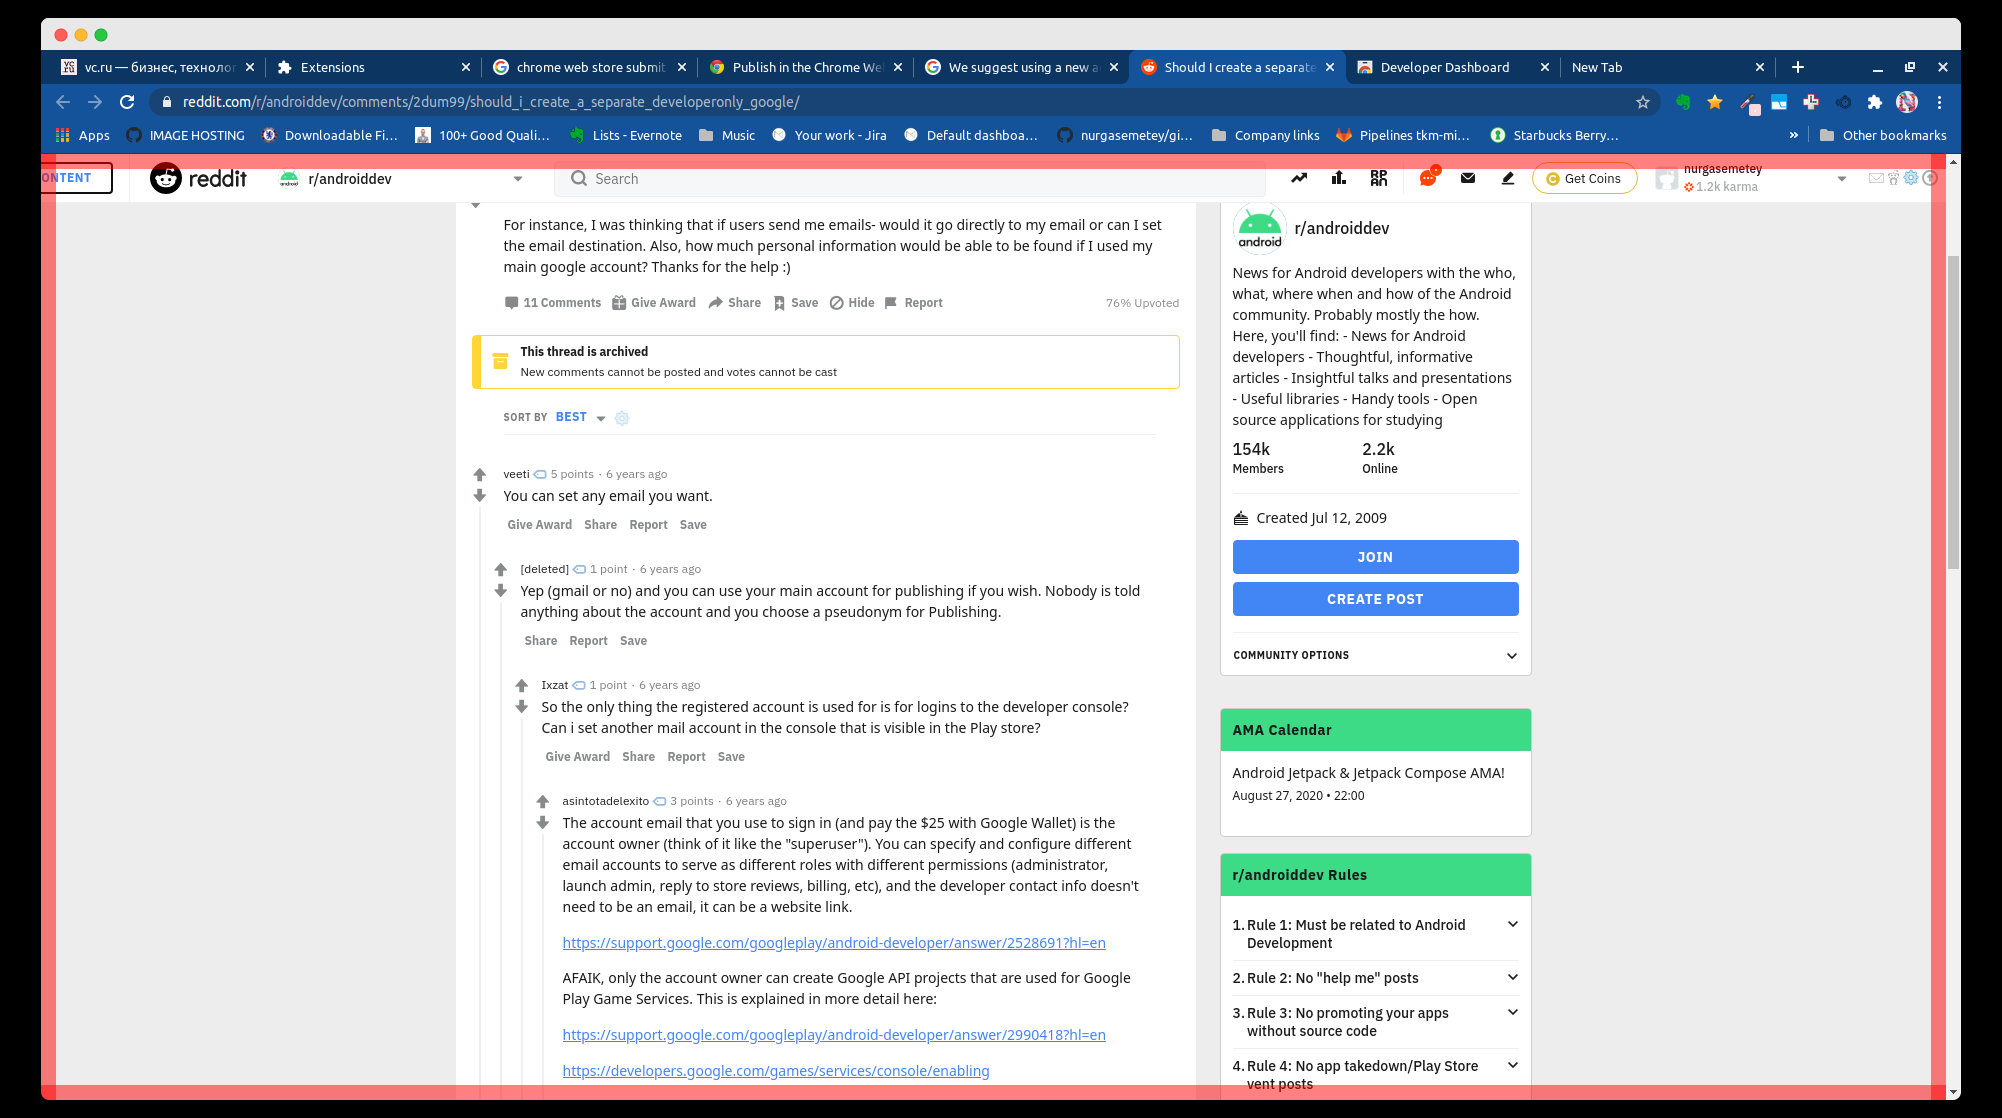 vc.ru — бизнес, технолог
Extensions
chrome web store submit
Publish in the Chrome We
We suggest using a new a
Should I create a separate
Developer Dashboard
New Tab
reddit.com/r/androiddev/comments/2dum99/should_i_create_a_separate_developeronly_google/
Apps
IMAGE HOSTING
Downloadable Fi...
100+ Good Quali...
Lists - Evernote
Music
Your work - Jira
Default dashboa...
nurgasemetey/gi...
Company links
Pipelines tkm-mi...
Starbucks Berry...
»
Other bookmarks
ONTENT
reddit
r/androiddev
Search
Get Coins
nurgasemetey
1.2k karma
For instance, I was thinking that if users send me emails- would it go directly to my email or can I set
the email destination. Also, how much personal information would be able to be found if I used my
main google account? Thanks for the help :)
11 Comments Give Award Share Save Hide Report
76% Upvoted
This thread is archived
New comments cannot be posted and votes cannot be cast
SORT BY BEST
veeti 5 points · 6 years ago
You can set any email you want.
Give Award Share Report Save
[deleted] 1 point · 6 years ago
Yep (gmail or no) and you can use your main account for publishing if you wish. Nobody is told
anything about the account and you choose a pseudonym for Publishing.
Share Report Save
Ixzat 1 point · 6 years ago
So the only thing the registered account is used for is for logins to the developer console?
Can i set another mail account in the console that is visible in the Play store?
Give Award Share Report Save
asintotadelexito 3 points · 6 years ago
The account email that you use to sign in (and pay the $25 with Google Wallet) is the
account owner (think of it like the "superuser"). You can specify and configure different
email accounts to serve as different roles with different permissions (administrator,
launch admin, reply to store reviews, billing, etc), and the developer contact info doesn't
need to be an email, it can be a website link.
https://support.google.com/googleplay/android-developer/answer/2528691?hl=en
AFAIK, only the account owner can create Google API projects that are used for Google
Play Game Services. This is explained in more detail here:
https://support.google.com/googleplay/android-developer/answer/2990418?hl=en
https://developers.google.com/games/services/console/enabling
android
r/androiddev
News for Android developers with the who,
what, where when and how of the Android
community. Probably mostly the how.
Here, you'll find: - News for Android
developers - Thoughtful, informative
articles - Insightful talks and presentations
- Useful libraries - Handy tools - Open
source applications for studying
154k 2.2k
Members Online
Created Jul 12, 2009
JOIN
CREATE POST
COMMUNITY OPTIONS
AMA Calendar
Android Jetpack & Jetpack Compose AMA!
August 27, 2020 • 22:00
r/androiddev Rules
1. Rule 1: Must be related to Android
Development
2. Rule 2: No "help me" posts
3. Rule 3: No promoting your apps
without source code
4. Rule 4: No app takedown/Play Store
vent posts